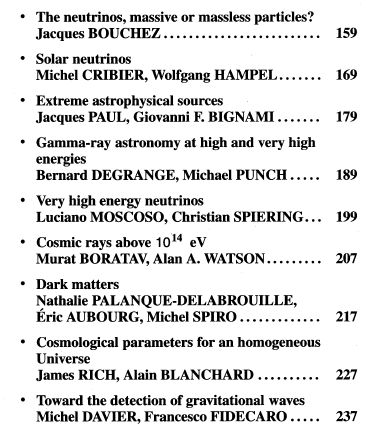 • The neutrinos, massive or massless particles?
Jacques BOUCHEZ........................ 159
• Solar neutrinos
Michel CRIBIER, Wolfgang HAMPEL....... 169
• Extreme astrophysical sources
Jacques PAUL, Giovanni F. BIGNAMI....... 179
• Gamma-ray astronomy at high and very high
energies
Bernard DEGRANGE, Michael PUNCH..... 189
• Very high energy neutrinos
Luciano MOSCOSO, Christian SPIERING... 199
• Cosmic rays above 10¹⁴ eV
Murat BORATAV, Alan A. WATSON......... 207
• Dark matters
Nathalie PALANQUE-DELABROUILLE,
Éric AUBOURG, Michel SPIRO............ 217
• Cosmological parameters for an homogeneous
Universe
James RICH, Alain BLANCHARD.......... 227
• Toward the detection of gravitational waves
Michel DAVIER, Francesco FIDECARO..... 237